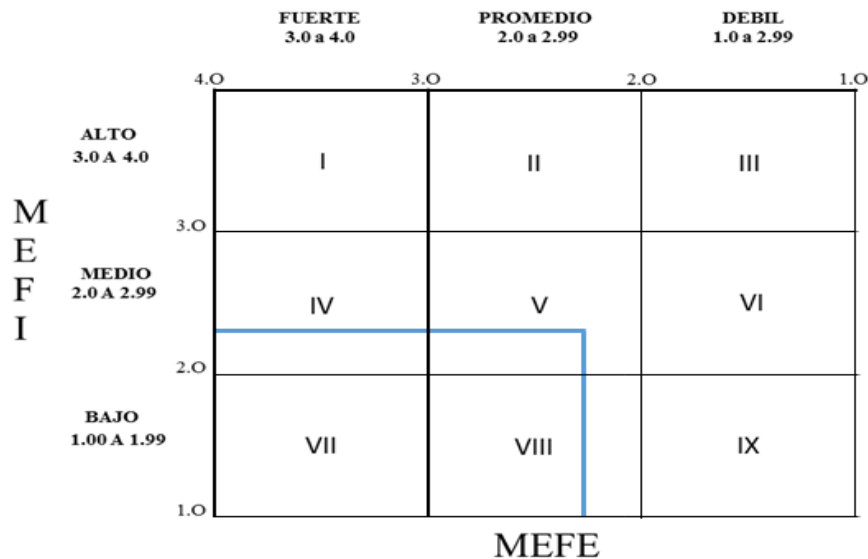 FUERTE
3.0 a 4.0
PROMEDIO
2.0 a 2.99
DEBIL
1.0 a 2.99
4.O 3.O 2.O 1.O
ALTO
3.0 A 4.0
I II III
3.O
M
E
F
I
MEDIO
2.0 A 2.99
IV V VI
2.O
BAJO
1.00 A 1.99
VII VIII IX
1.O
MEFE